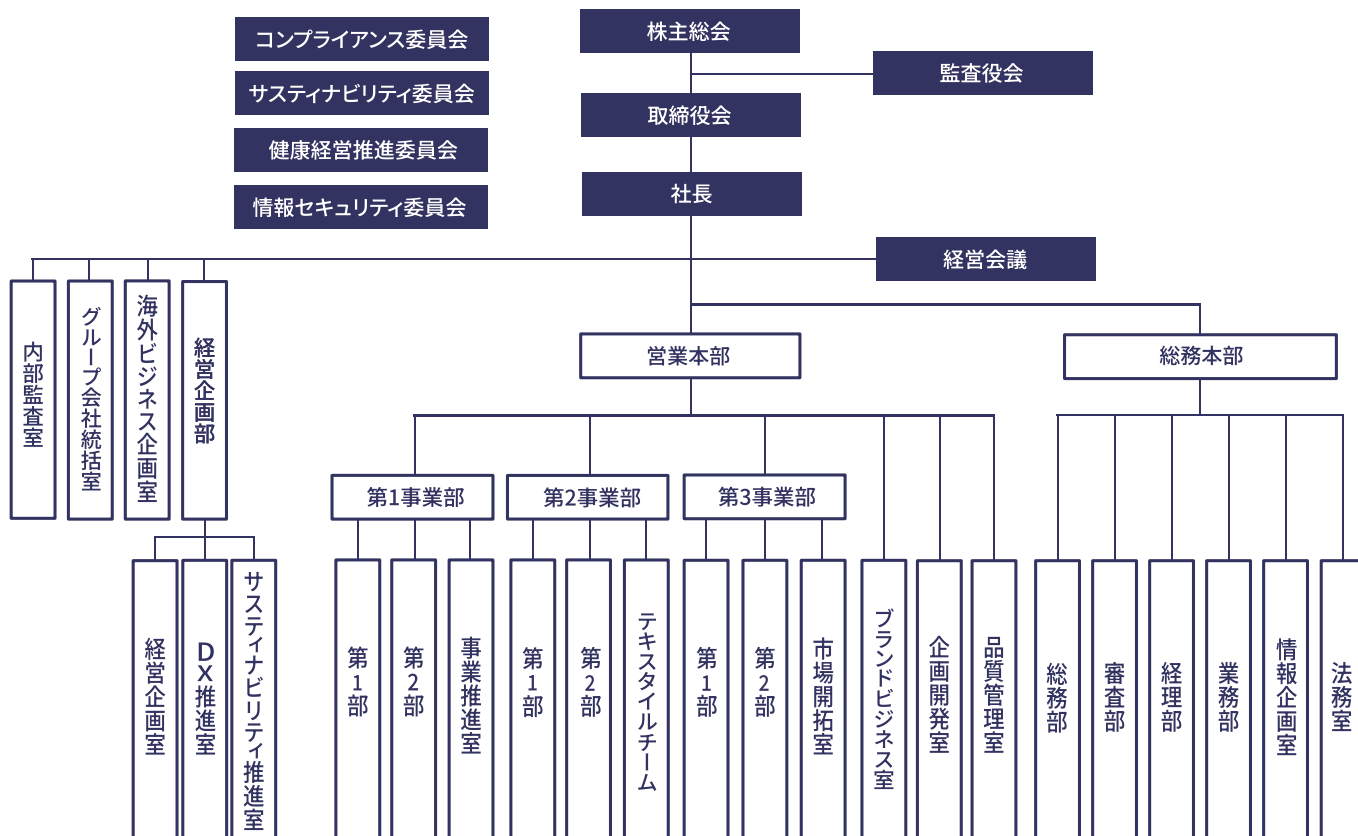 コンプライアンス委員会
サスティナビリティ委員会
健康経営推進委員会
情報セキュリティ委員会
株主総会
監査役会
取締役会
社長
経営会議
内部監査室
グループ会社統括室
海外ビジネス企画室
経営企画部
営業本部
総務本部
経営企画室
DX推進室
サスティナビリティ推進室
第1事業部
第2事業部
第3事業部
第1部
第2部
事業推進室
第1部
第2部
テキスタイルチーム
第1部
第2部
市場開拓室
ブランドビジネス室
企画開発室
品質管理室
総務部
審査部
経理部
業務部
情報企画室
法務室